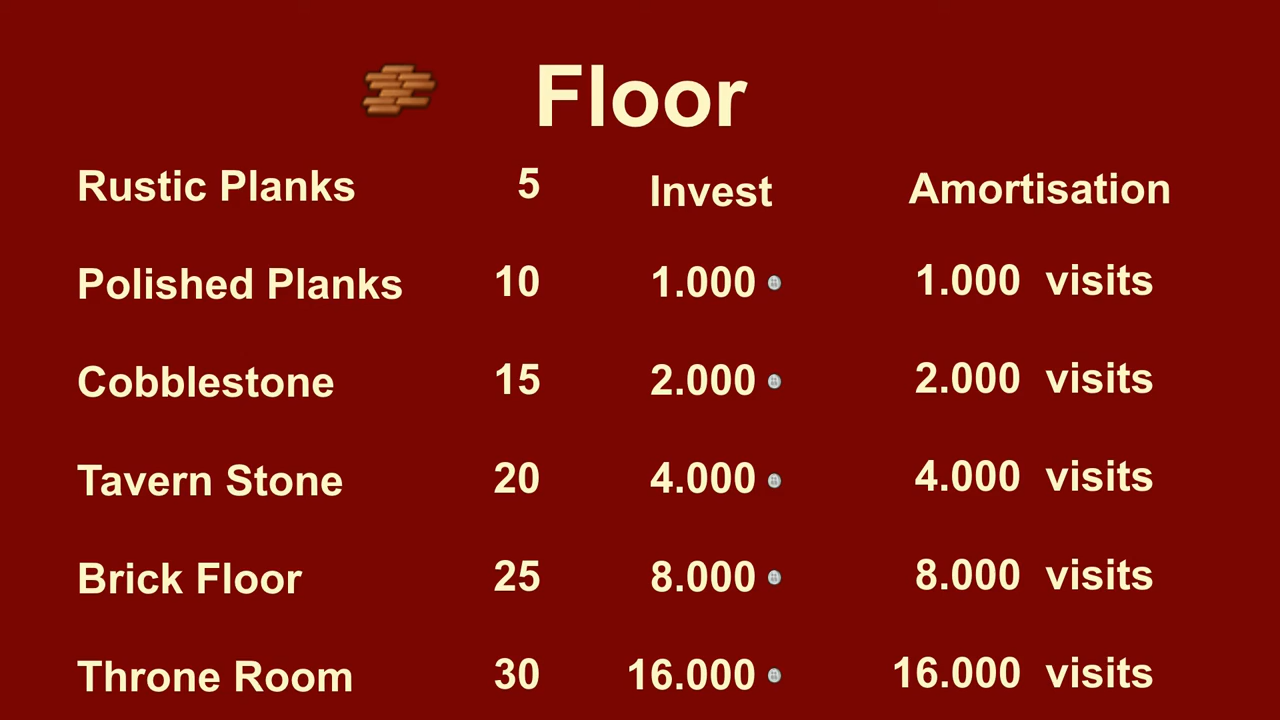 Floor
Rustic Planks 5 Invest Amortisation
Polished Planks 10 1.000 1.000 visits
Cobblestone 15 2.000 2.000 visits
Tavern Stone 20 4.000 4.000 visits
Brick Floor 25 8.000 8.000 visits
Throne Room 30 16.000 16.000 visits